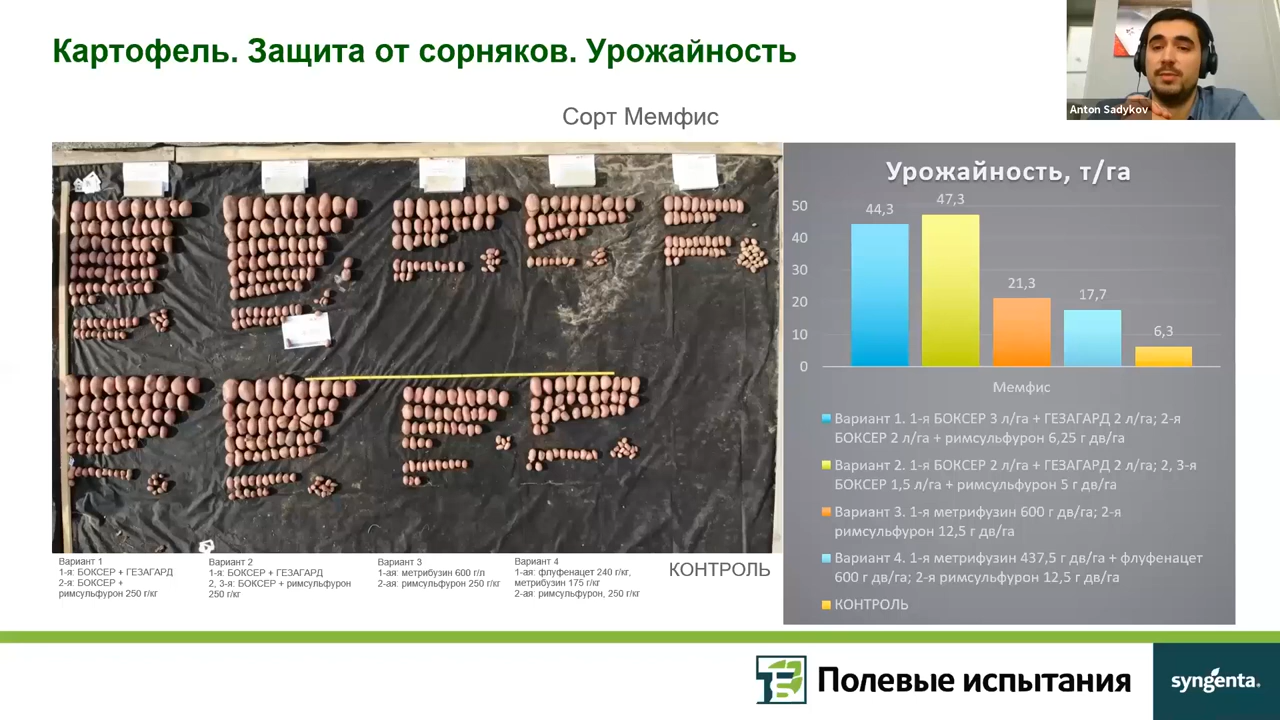 Картофель. Защита от сорняков. Урожайность
Anton Sadykov
Сорт Мемфис
Урожайность, т/га
50
40
30
20
10
0
44,3
47,3
21,3
17,7
6,3
Мемфис
Вариант 1. 1-я БОКСЕР 3 л/га + ГЕЗАГАРД 2 л/га; 2-я
БОКСЕР 2 л/га + римсульфурон 6,25 г дв/га
Вариант 2. 1-я БОКСЕР 2 л/га + ГЕЗАГАРД 2 л/га; 2, 3-я
БОКСЕР 1,5 л/га + римсульфурон 5 г дв/га
Вариант 3. 1-я метрифузин 600 г дв/га; 2-я
римсульфурон 12,5 г дв/га
Вариант 4. 1-я метрифузин 437,5 г дв/га + флуфенацет
600 г дв/га; 2-я римсульфурон 12,5 г дв/га
КОНТРОЛЬ
Вариант 1
1-я: БОКСЕР + ГЕЗАГАРД
2-я: БОКСЕР +
римсульфурон 250 г/кг
Вариант 2
1-я: БОКСЕР + ГЕЗАГАРД
2, 3-я: БОКСЕР + римсульфурон
250 г/кг
Вариант 3
1-ая: метрибузин 600 г/л
2-ая: римсульфурон 250 г/кг
Вариант 4
1-ая: флуфенацет 240 г/кг,
метрибузин 175 г/кг
2-ая: римсульфурон, 250 г/кг
КОНТРОЛЬ
Полевые испытания
syngenta.